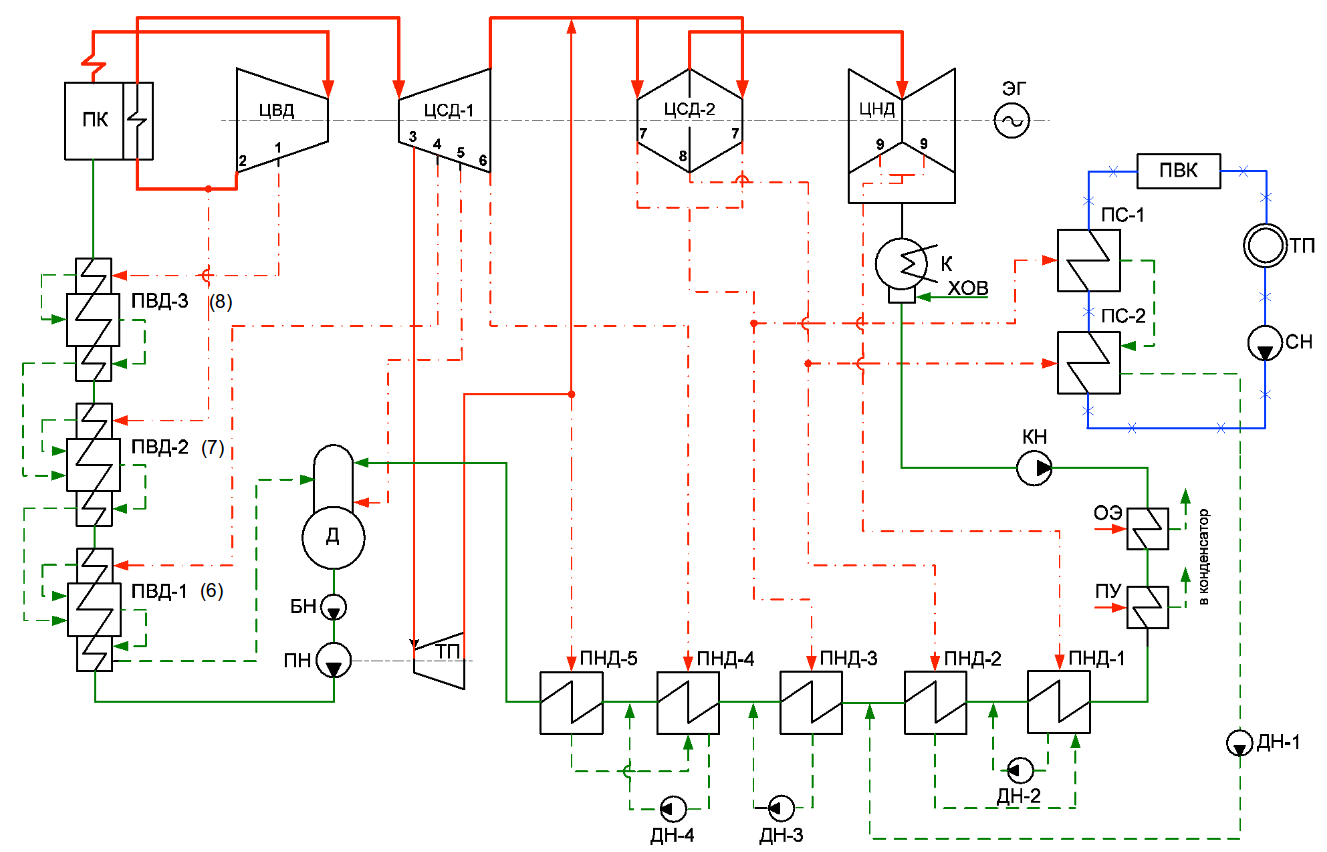 ЭГ
ПК
ЦВД
ЦСД-1
ЦСД-2
ЦНД
2
1
3
4
5
6
7
7
8
9
9
ПВК
ПС-1
К
ТП
ХОВ
ПВД-3 (8)
ПС-2
СН
ПВД-2 (7)
КН
ОЭ
Д
в конденсатор
ПВД-1 (6)
ПУ
БН
ПН
ТП
ПНД-5
ПНД-4
ПНД-3
ПНД-2
ПНД-1
ДН-1
ДН-2
ДН-4
ДН-3